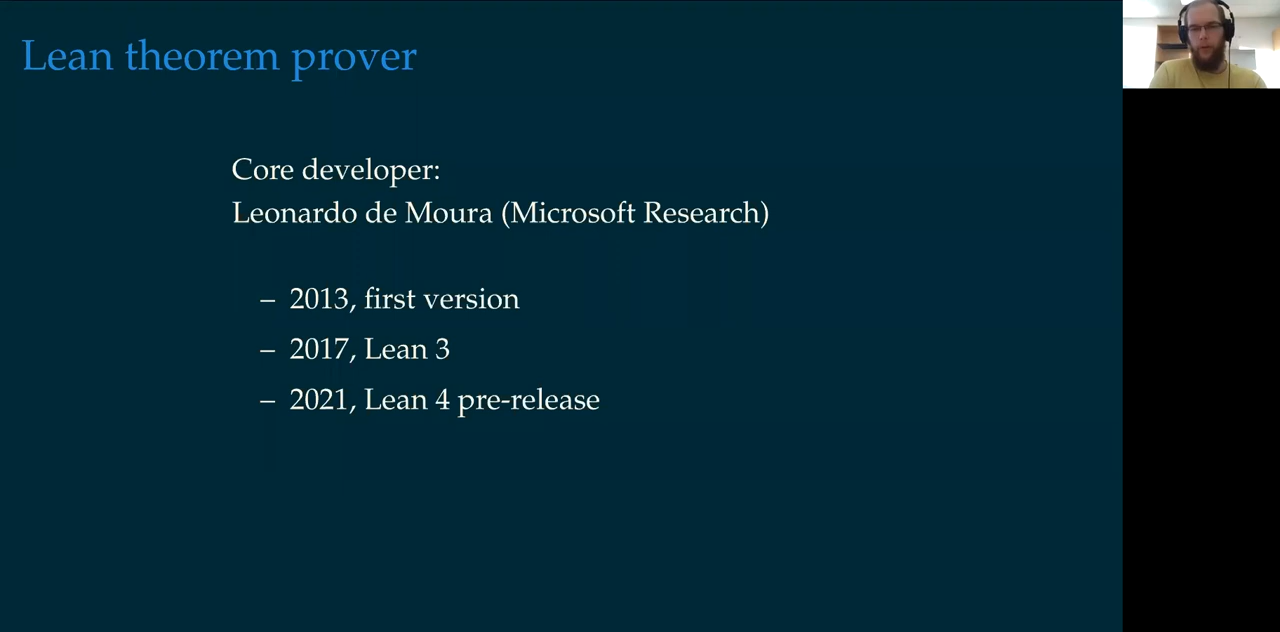 Lean theorem prover
Core developer:
Leonardo de Moura (Microsoft Research)
– 2013, first version
– 2017, Lean 3
– 2021, Lean 4 pre-release